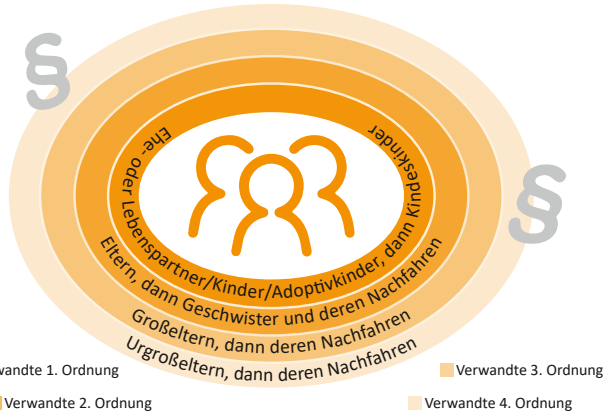 §
§
Ehe- oder Lebenspartner/Kinder/Adoptivkinder, dann Kindeskinder
Eltern, dann Geschwister und deren Nachfahren
Großeltern, dann deren Nachfahren
Urgroßeltern, dann deren Nachfahren
wandte 1. Ordnung
Verwandte 3. Ordnung
Verwandte 2. Ordnung
Verwandte 4. Ordnung